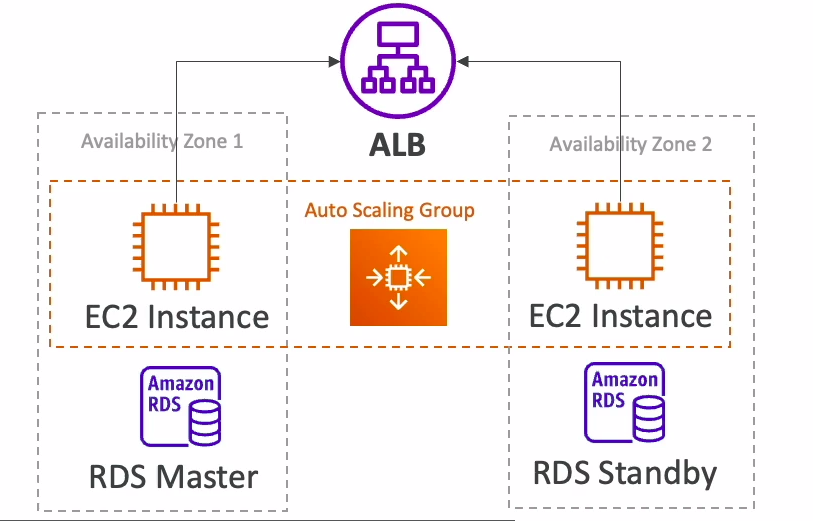 ALB
Availability Zone 1
Availability Zone 2
Auto Scaling Group
EC2 Instance
EC2 Instance
Amazon
RDS
Amazon
RDS
RDS Master
RDS Standby